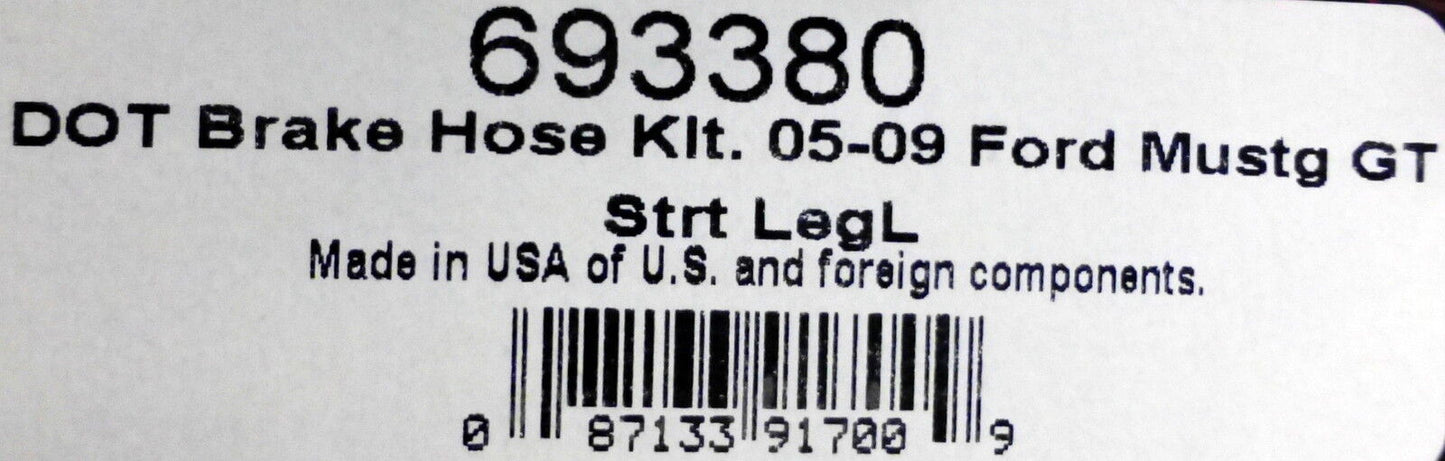 693380
DOT Brake Hose KIt. 05-09 Ford Mustg GT
Strt LegL
Made in USA of U.S. and foreign components.
0 87133 91700 9